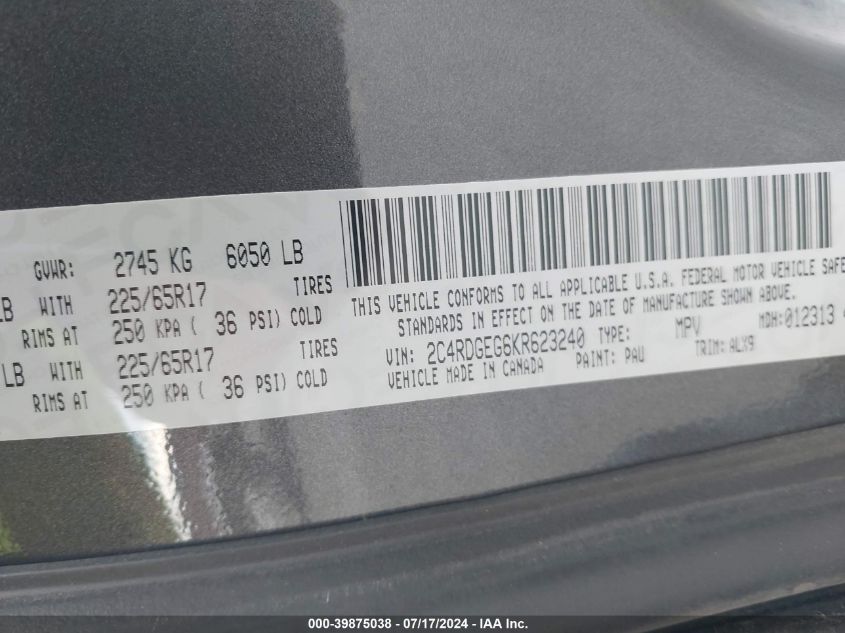 GVWR: 2745 KG 6050 LB
LB WITH 225/65R17 TIRES
RIMS AT 250 KPA ( 36 PSI) COLD
LB WITH 225/65R17 TIRES
RIMS AT 250 KPA ( 36 PSI) COLD
THIS VEHICLE CONFORMS TO ALL APPLICABLE U.S.A. FEDERAL MOTOR VEHICLE SAFE
STANDARDS IN EFFECT ON THE DATE OF MANUFACTURE SHOWN ABOVE.
VIN: 2C4RDGEG6KR623240 TYPE: MPV MDH:012313
VEHICLE MADE IN CANADA PAINT: PAU TRIM: ALX9
000-39875038 - 07/17/2024 - IAA Inc.